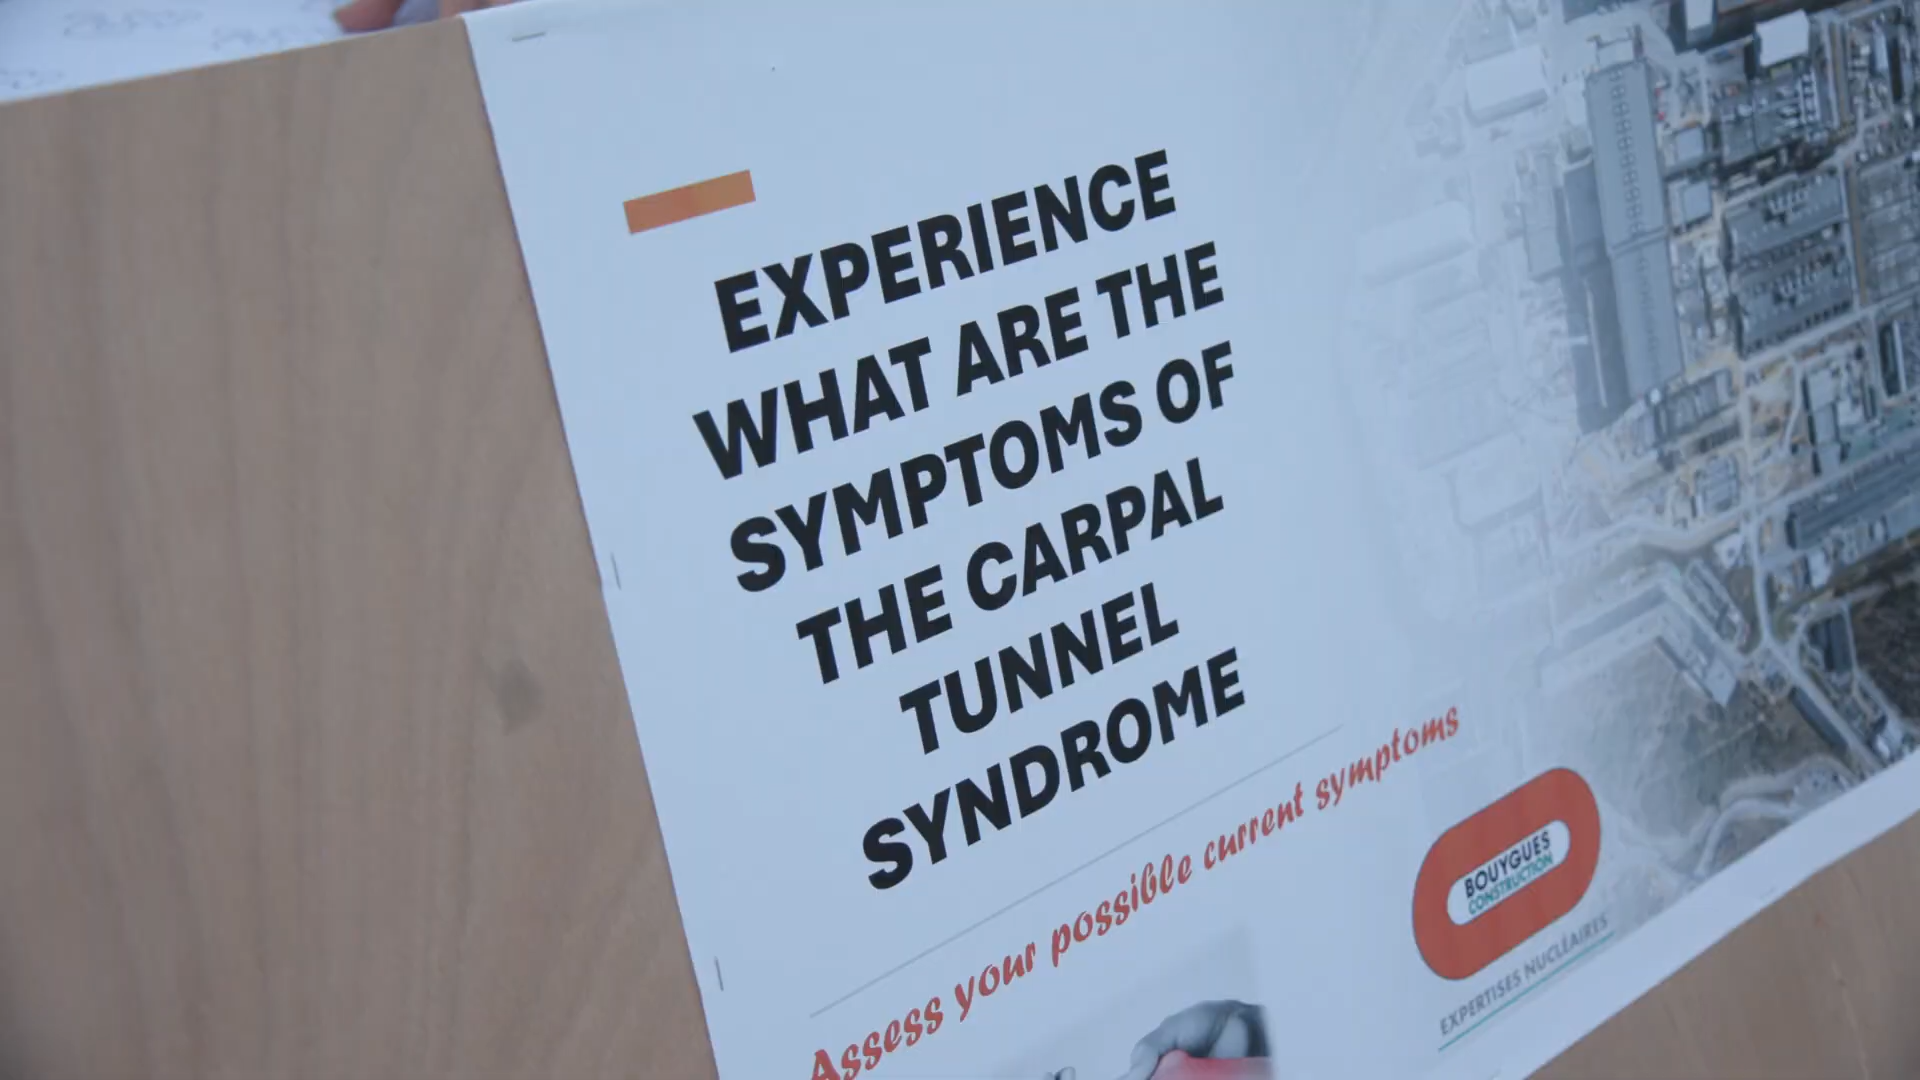 EXPERIENCE
WHAT ARE THE
SYMPTOMS OF
THE CARPAL
TUNNEL
SYNDROME
Assess your possible current symptoms
BOUYGUES
CONSTRUCTION
EXPERTISES NUCLÉAIRES